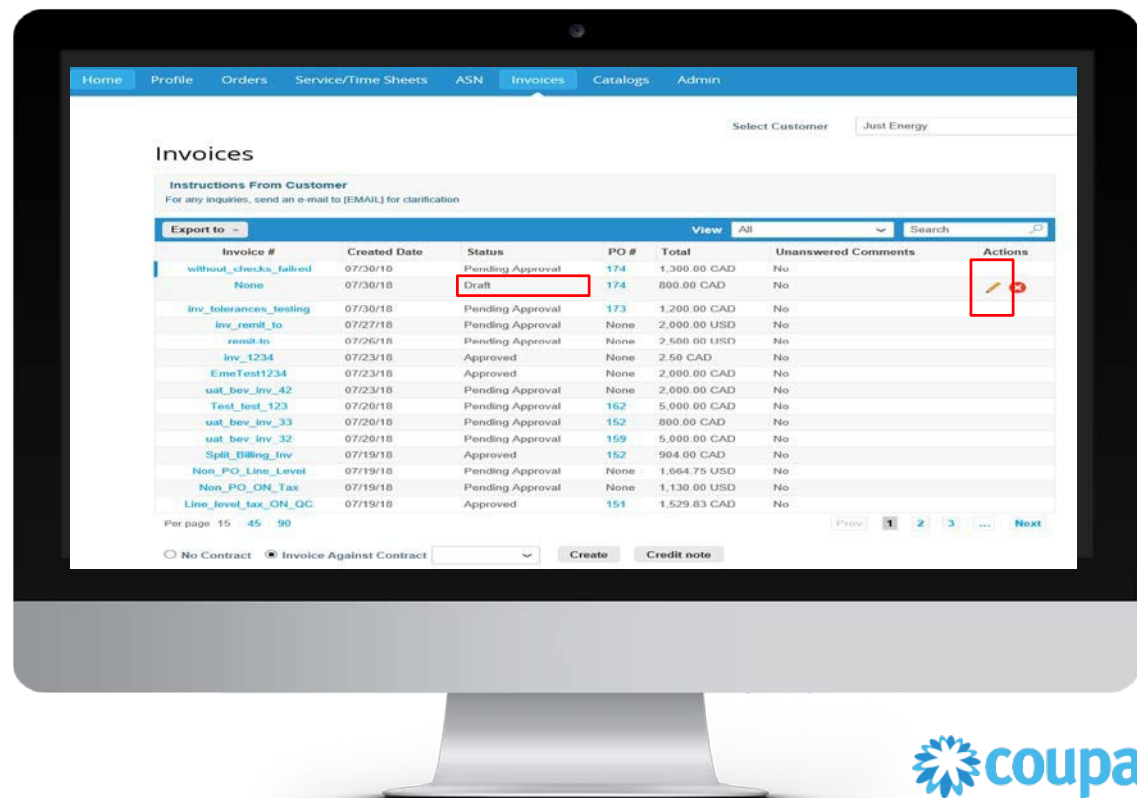 Home Profile Orders Service/Time Sheets ASN Invoices Catalogs Admin
Select Customer Just Energy
Invoices
Instructions From Customer
For any inquiries, send an e-mail to [EMAIL] for clarification
Export to View All Search
Invoice # Created Date Status PO # Total Unanswered Comments Actions
without_checks_failred 07/30/18 Pending Approval 174 1,300.00 CAD No
None 07/30/18 Draft 174 800.00 CAD No
inv_tolerances_testing 07/30/18 Pending Approval 173 1,200.00 CAD No
inv_remit_to 07/27/18 Pending Approval None 2,000.00 USD No
remit-to 07/26/18 Pending Approval None 2,500.00 USD No
inv_1234 07/23/18 Approved None 2.50 CAD No
EmeTest1234 07/23/18 Approved None 2,000.00 CAD No
uat_bev_inv_42 07/23/18 Pending Approval None 2,000.00 CAD No
Test_test_123 07/20/18 Pending Approval 162 5,000.00 CAD No
uat_bev_inv_33 07/20/18 Pending Approval 152 800.00 CAD No
uat_bev_inv_32 07/20/18 Pending Approval 159 5,000.00 CAD No
Split_Billing_Inv 07/19/18 Approved 152 904.00 CAD No
Non_PO_Line_Level 07/19/18 Pending Approval None 1,664.75 USD No
Non_PO_ON_Tax 07/19/18 Pending Approval None 1,130.00 USD No
Line_level_tax_ON_QC 07/19/18 Approved 151 1,529.83 CAD No
Per page 15 45 90 Prev 1 2 3 ... Next
No Contract Invoice Against Contract Create Credit note
coupa